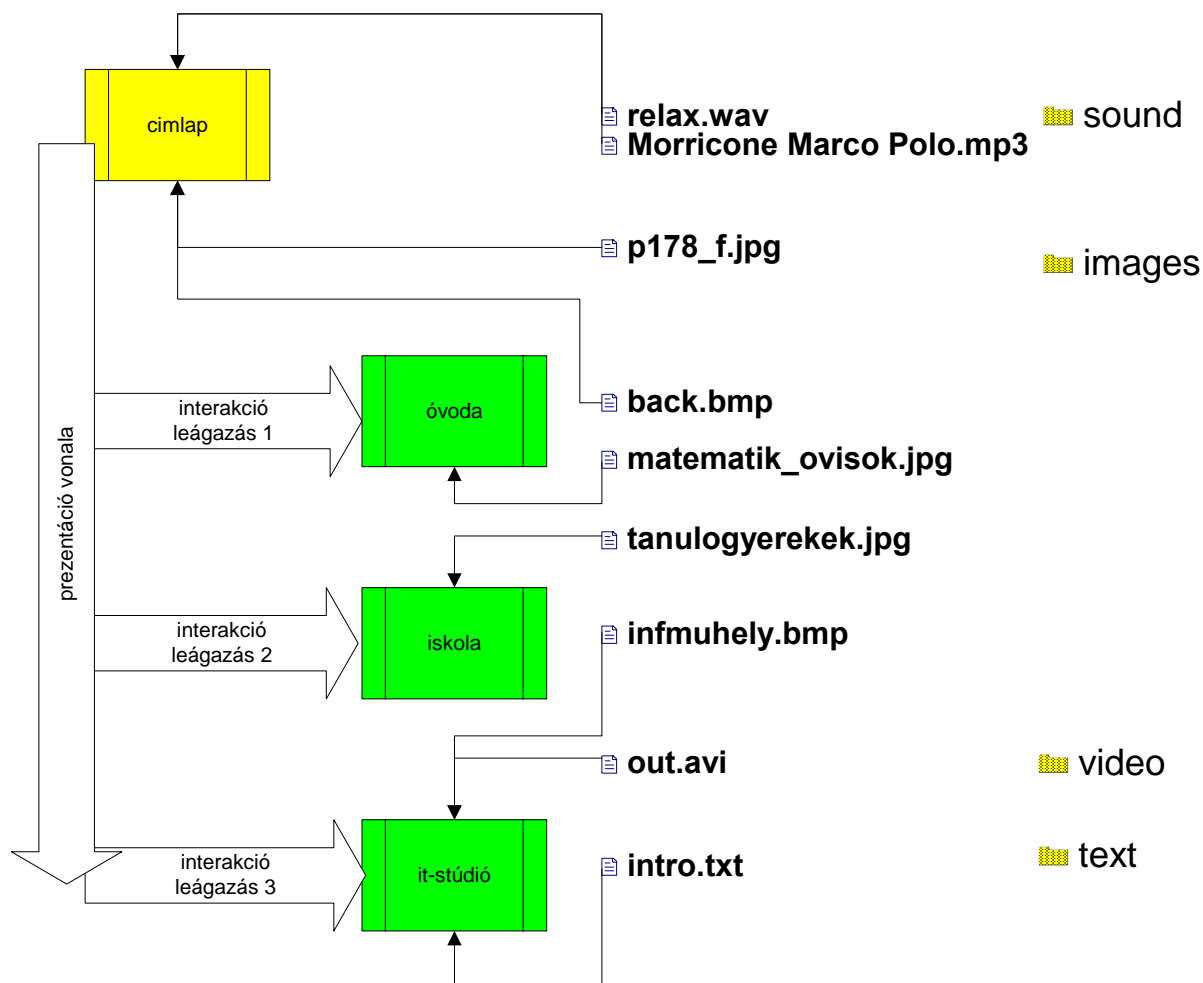 cimlap
relax.wav
sound
Morricone Marco Polo.mp3
p178_f.jpg
images
interakció
leágazás 1
óvoda
back.bmp
matematik_ovisok.jpg
prezentáció vonala
tanulogyerekek.jpg
interakció
leágazás 2
iskola
infmuhely.bmp
out.avi
video
interakció
leágazás 3
it-stúdió
intro.txt
text